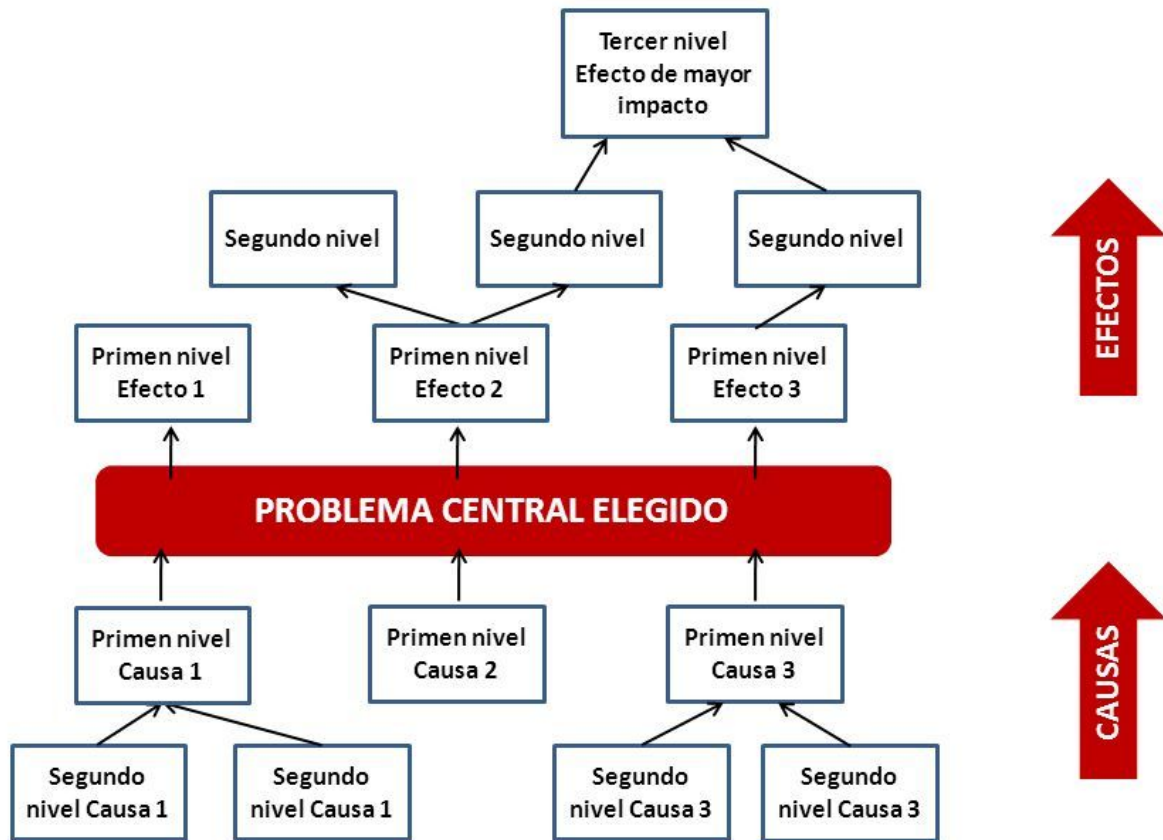 Tercer nivel
Efecto de mayor
impacto
Segundo nivel
Segundo nivel
Segundo nivel
EFECTOS
Primen nivel
Efecto 1
Primen nivel
Efecto 2
Primen nivel
Efecto 3
PROBLEMA CENTRAL ELEGIDO
Primen nivel
Causa 1
Primen nivel
Causa 2
Primen nivel
Causa 3
CAUSAS
Segundo
nivel Causa 1
Segundo
nivel Causa 1
Segundo
nivel Causa 3
Segundo
nivel Causa 3